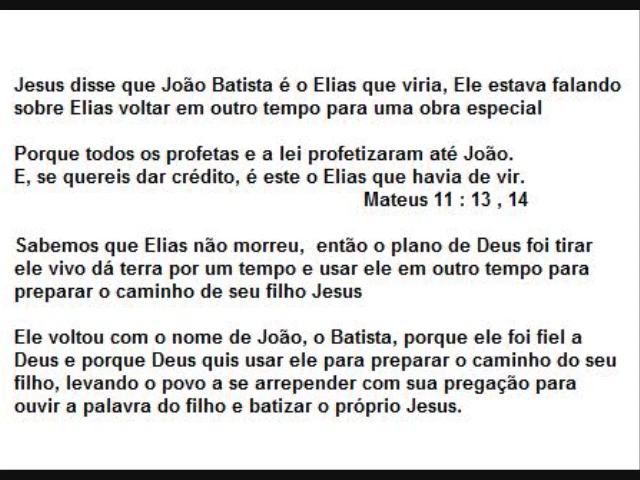 Jesus disse que João Batista é o Elias que viria, Ele estava falando
sobre Elias voltar em outro tempo para uma obra especial
Porque todos os profetas e a lei profetizaram até João.
E, se quereis dar crédito, é este o Elias que havia de vir.
Mateus 11 : 13 , 14
Sabemos que Elias não morreu, então o plano de Deus foi tirar
ele vivo dá terra por um tempo e usar ele em outro tempo para
preparar o caminho de seu filho Jesus
Ele voltou com o nome de João, o Batista, porque ele foi fiel a
Deus e porque Deus quis usar ele para preparar o caminho do seu
filho, levando o povo a se arrepender com sua pregação para
ouvir a palavra do filho e batizar o próprio Jesus.